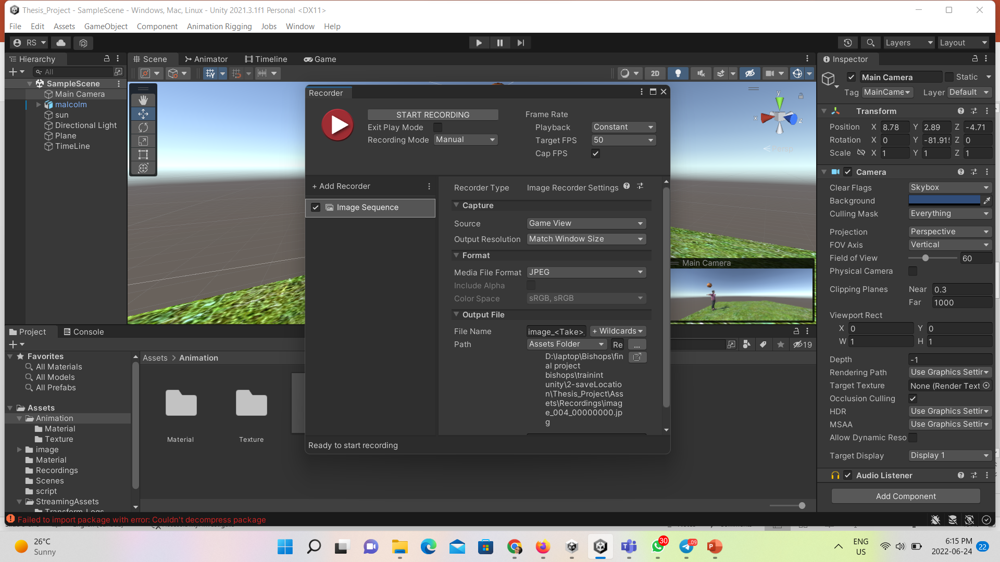 Thesis_Project - SampleScene - Windows, Mac, Linux - Unity 2021.3.1f1 Personal <DX11>
File Edit Assets GameObject Component Animation Rigging Jobs Window Help
RS
Layers Layout
Hierarchy
All
SampleScene
Main Camera
malcolm
sun
Directional Light
Plane
TimeLine
Scene Animator Timeline Game
2D
y
x
z
Persp
Recorder
START RECORDING
Exit Play Mode
Recording Mode Manual
Frame Rate
Playback Constant
Target FPS 50
Cap FPS
+ Add Recorder
Image Sequence
Recorder Type Image Recorder Settings
Capture
Source Game View
Output Resolution Match Window Size
Format
Media File Format JPEG
Include Alpha
Color Space sRGB, sRGB
Output File
File Name image_<Take>. + Wildcards
Path Assets Folder Re ...
D:\laptop\Bishops\fin
al project
bishops\trainint
unity\2-saveLocatio
n\Thesis_Project\Ass
ets\Recordings\imag
e_004_00000000.jp
g
Ready to start recording
Main Camera
Inspector
Main Camera Static
Tag MainCame Layer Default
Transform
Position X 8.78 Y 2.89 Z -4.71
Rotation X 0 Y -81.91 Z 0
Scale X 1 Y 1 Z 1
Camera
Clear Flags Skybox
Background
Culling Mask Everything
Projection Perspective
FOV Axis Vertical
Field of View 60
Physical Camera
Clipping Planes Near 0.3
Far 1000
Viewport Rect
X 0 Y 0
W 1 H 1
Depth -1
Rendering Path Use Graphics Settir
Target Texture None (Render Text
Occlusion Culling
HDR Use Graphics Settir
MSAA Use Graphics Settir
Allow Dynamic Reso
Target Display Display 1
Audio Listener
Add Component
Project Console
19
Favorites
All Materials
All Models
All Prefabs
Assets
Animation
Material
Texture
image
Material
Recordings
Scenes
script
StreamingAssets
Transform Logs
Assets > Animation
Material Texture
Failed to import package with error: Couldn't decompress package
26°C
Sunny
30
.09
ENG
US
6:15 PM
2022-06-24
22